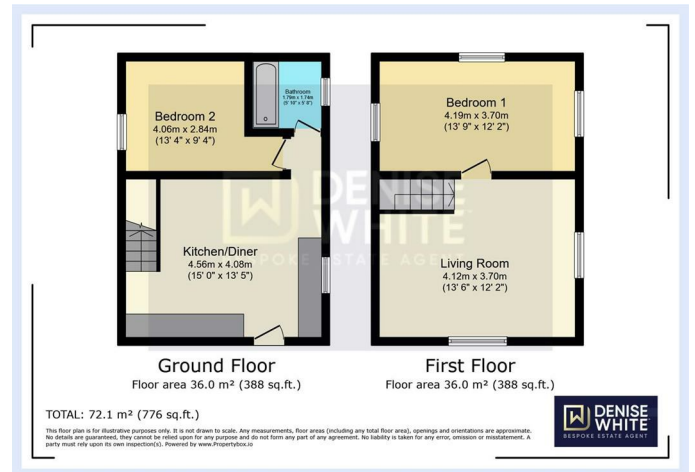 Bathroom
1.79m x 1.74m
(5' 10" x 5' 8")
Bedroom 2
4.06m x 2.84m
(13' 4" x 9' 4")
Kitchen/Diner
4.56m x 4.08m
(15' 0" x 13' 5")
Bedroom 1
4.19m x 3.70m
(13' 9" x 12' 2")
Living Room
4.12m x 3.70m
(13' 6" x 12' 2")
DENISE
WHITE
BESPOKE ESTATE AGENT
Ground Floor
Floor area 36.0 m² (388 sq.ft.)
First Floor
Floor area 36.0 m² (388 sq.ft.)
TOTAL: 72.1 m² (776 sq.ft.)
This floor plan is for illustrative purposes only. It is not drawn to scale. Any measurements, floor areas (including any total floor area), openings and orientations are approximate.
No details are guaranteed, they cannot be relied upon for any purpose and do not form any part of any agreement. No liability is taken for any error, omission or misstatement. A
party must rely upon its own inspection(s). Powered by www.Propertybox.io
DENISE
WHITE
BESPOKE ESTATE AGENT